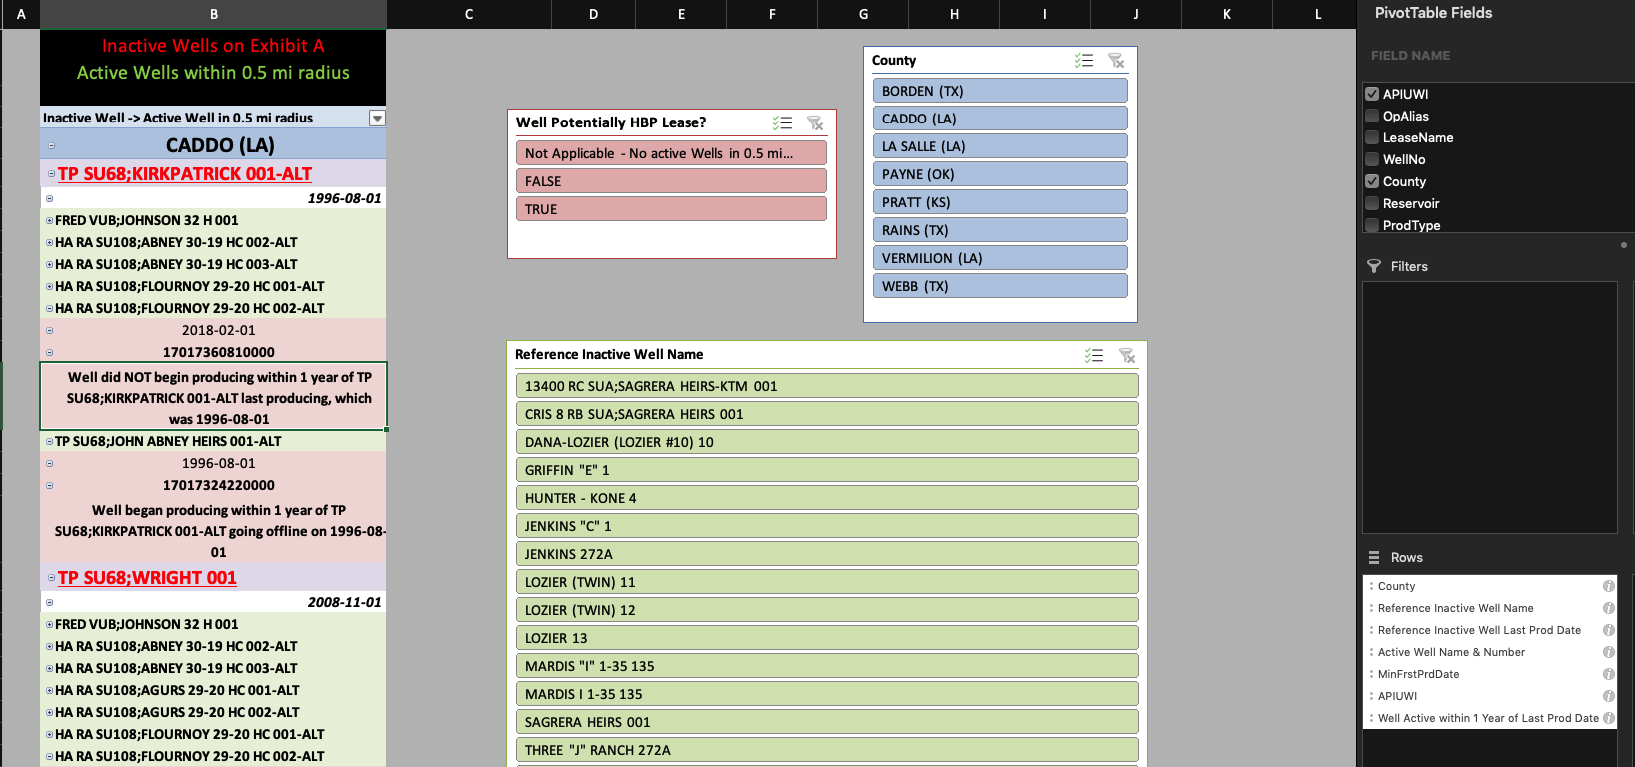 A B C D E F G H I J K L
Inactive Wells on Exhibit A
Active Wells within 0.5 mi radius
Inactive Well -> Active Well in 0.5 mi radius
CADDO (LA)
TP SU68;KIRKPATRICK 001-ALT
1996-08-01
FRED VUB;JOHNSON 32 H 001
HA RA SU108;ABNEY 30-19 HC 002-ALT
HA RA SU108;ABNEY 30-19 HC 003-ALT
HA RA SU108;FLOURNOY 29-20 HC 001-ALT
HA RA SU108;FLOURNOY 29-20 HC 002-ALT
2018-02-01
17017360810000
Well did NOT begin producing within 1 year of TP
SU68;KIRKPATRICK 001-ALT last producing, which
was 1996-08-01
TP SU68;JOHN ABNEY HEIRS 001-ALT
1996-08-01
17017324220000
Well began producing within 1 year of TP
SU68;KIRKPATRICK 001-ALT going offline on 1996-08-
01
TP SU68;WRIGHT 001
2008-11-01
FRED VUB;JOHNSON 32 H 001
HA RA SU108;ABNEY 30-19 HC 002-ALT
HA RA SU108;ABNEY 30-19 HC 003-ALT
HA RA SU108;AGURS 29-20 HC 001-ALT
HA RA SU108;AGURS 29-20 HC 002-ALT
HA RA SU108;FLOURNOY 29-20 HC 001-ALT
HA RA SU108;FLOURNOY 29-20 HC 002-ALT
Well Potentially HBP Lease?
Not Applicable - No active Wells in 0.5 mi...
FALSE
TRUE
County
BORDEN (TX)
CADDO (LA)
LA SALLE (LA)
PAYNE (OK)
PRATT (KS)
RAINS (TX)
VERMILION (LA)
WEBB (TX)
Reference Inactive Well Name
13400 RC SUA;SAGRERA HEIRS-KTM 001
CRIS 8 RB SUA;SAGRERA HEIRS 001
DANA-LOZIER (LOZIER #10) 10
GRIFFIN "E" 1
HUNTER - KONE 4
JENKINS "C" 1
JENKINS 272A
LOZIER (TWIN) 11
LOZIER (TWIN) 12
LOZIER 13
MARDIS "I" 1-35 135
MARDIS I 1-35 135
SAGRERA HEIRS 001
THREE "J" RANCH 272A
PivotTable Fields
FIELD NAME
APIUWI
OpAlias
LeaseName
WellNo
County
Reservoir
ProdType
Filters
Rows
County
Reference Inactive Well Name
Reference Inactive Well Last Prod Date
Active Well Name & Number
MinFrstPrdDate
APIUWI
Well Active within 1 Year of Last Prod Date